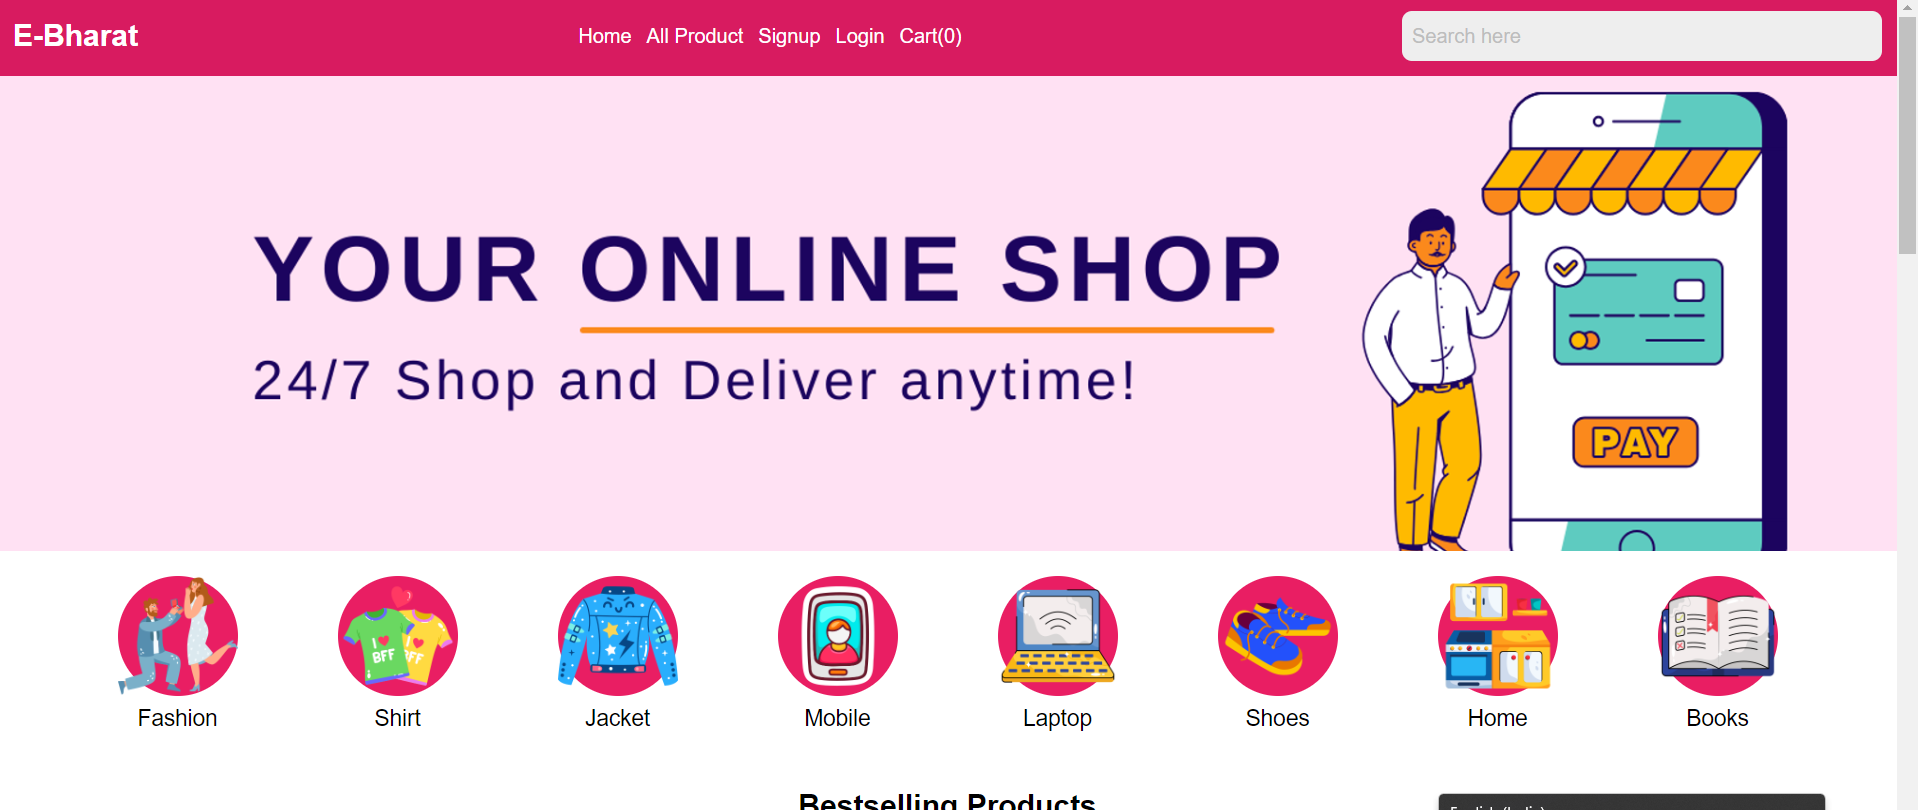 E-Bharat
Home All Product Signup Login Cart(0)
Search here
YOUR ONLINE SHOP
24/7 Shop and Deliver anytime!
PAY
I ♥ BFF
I ♥ BFF
Fashion
Shirt
Jacket
Mobile
Laptop
Shoes
Home
Books
Bestselling Products